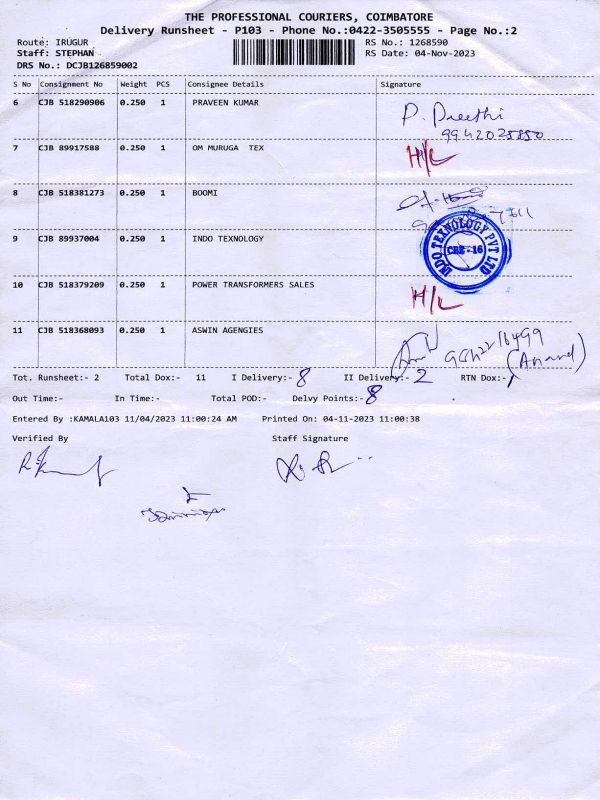 THE PROFESSIONAL COURIERS, COIMBATORE
Delivery Runsheet - P103 - Phone No.:0422-3505555 - Page No.:2
Route: IRUGUR RS No.: 1268590
Staff: STEPHAN RS Date: 04-Nov-2023
DRS No.: DCJB126859002
S No Consignment No Weight PCS Consignee Details Signature
6 CJB 518290906 0.250 1 PRAVEEN KUMAR P. Preethi
9942025850
7 CJB 89917588 0.250 1 OM MURUGA TEX H/L
8 CJB 518381273 0.250 1 BOOMI
9 CJB 89937004 0.250 1 INDO TEXNOLOGY INDO TEXNOLOGY PVT LTD CBE-16
10 CJB 518379209 0.250 1 POWER TRANSFORMERS SALES H/L
11 CJB 518368093 0.250 1 ASWIN AGENGIES
(Anand)
Tot. Runsheet:- 2 Total Dox:- 11 I Delivery:- 8 II Delivery:- 2 RTN Dox:- 1
Out Time:- In Time:- Total POD:- Delvy Points:- 8
Entered By :KAMALA103 11/04/2023 11:00:24 AM Printed On: 04-11-2023 11:00:38
Verified By Staff Signature